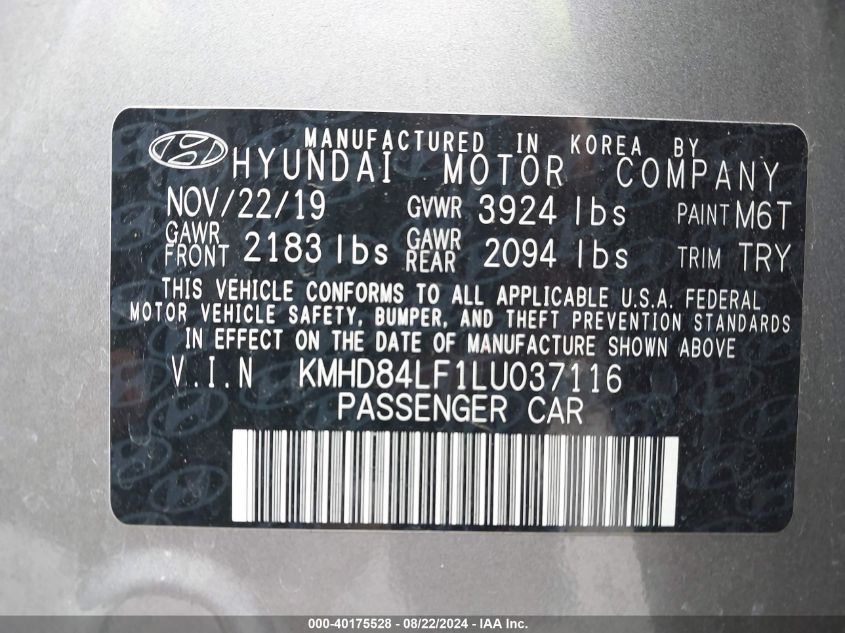 MANUFACTURED IN KOREA BY
HYUNDAI MOTOR COMPANY
NOV/22/19 GVWR 3924 lbs PAINT M6T
GAWR FRONT 2183 lbs GAWR REAR 2094 lbs TRIM TRY
THIS VEHICLE CONFORMS TO ALL APPLICABLE U.S.A. FEDERAL
MOTOR VEHICLE SAFETY, BUMPER, AND THEFT PREVENTION STANDARDS
IN EFFECT ON THE DATE OF MANUFACTURE SHOWN ABOVE
V.I.N KMHD84LF1LU037116
PASSENGER CAR
000-40175528 - 08/22/2024 - IAA Inc.